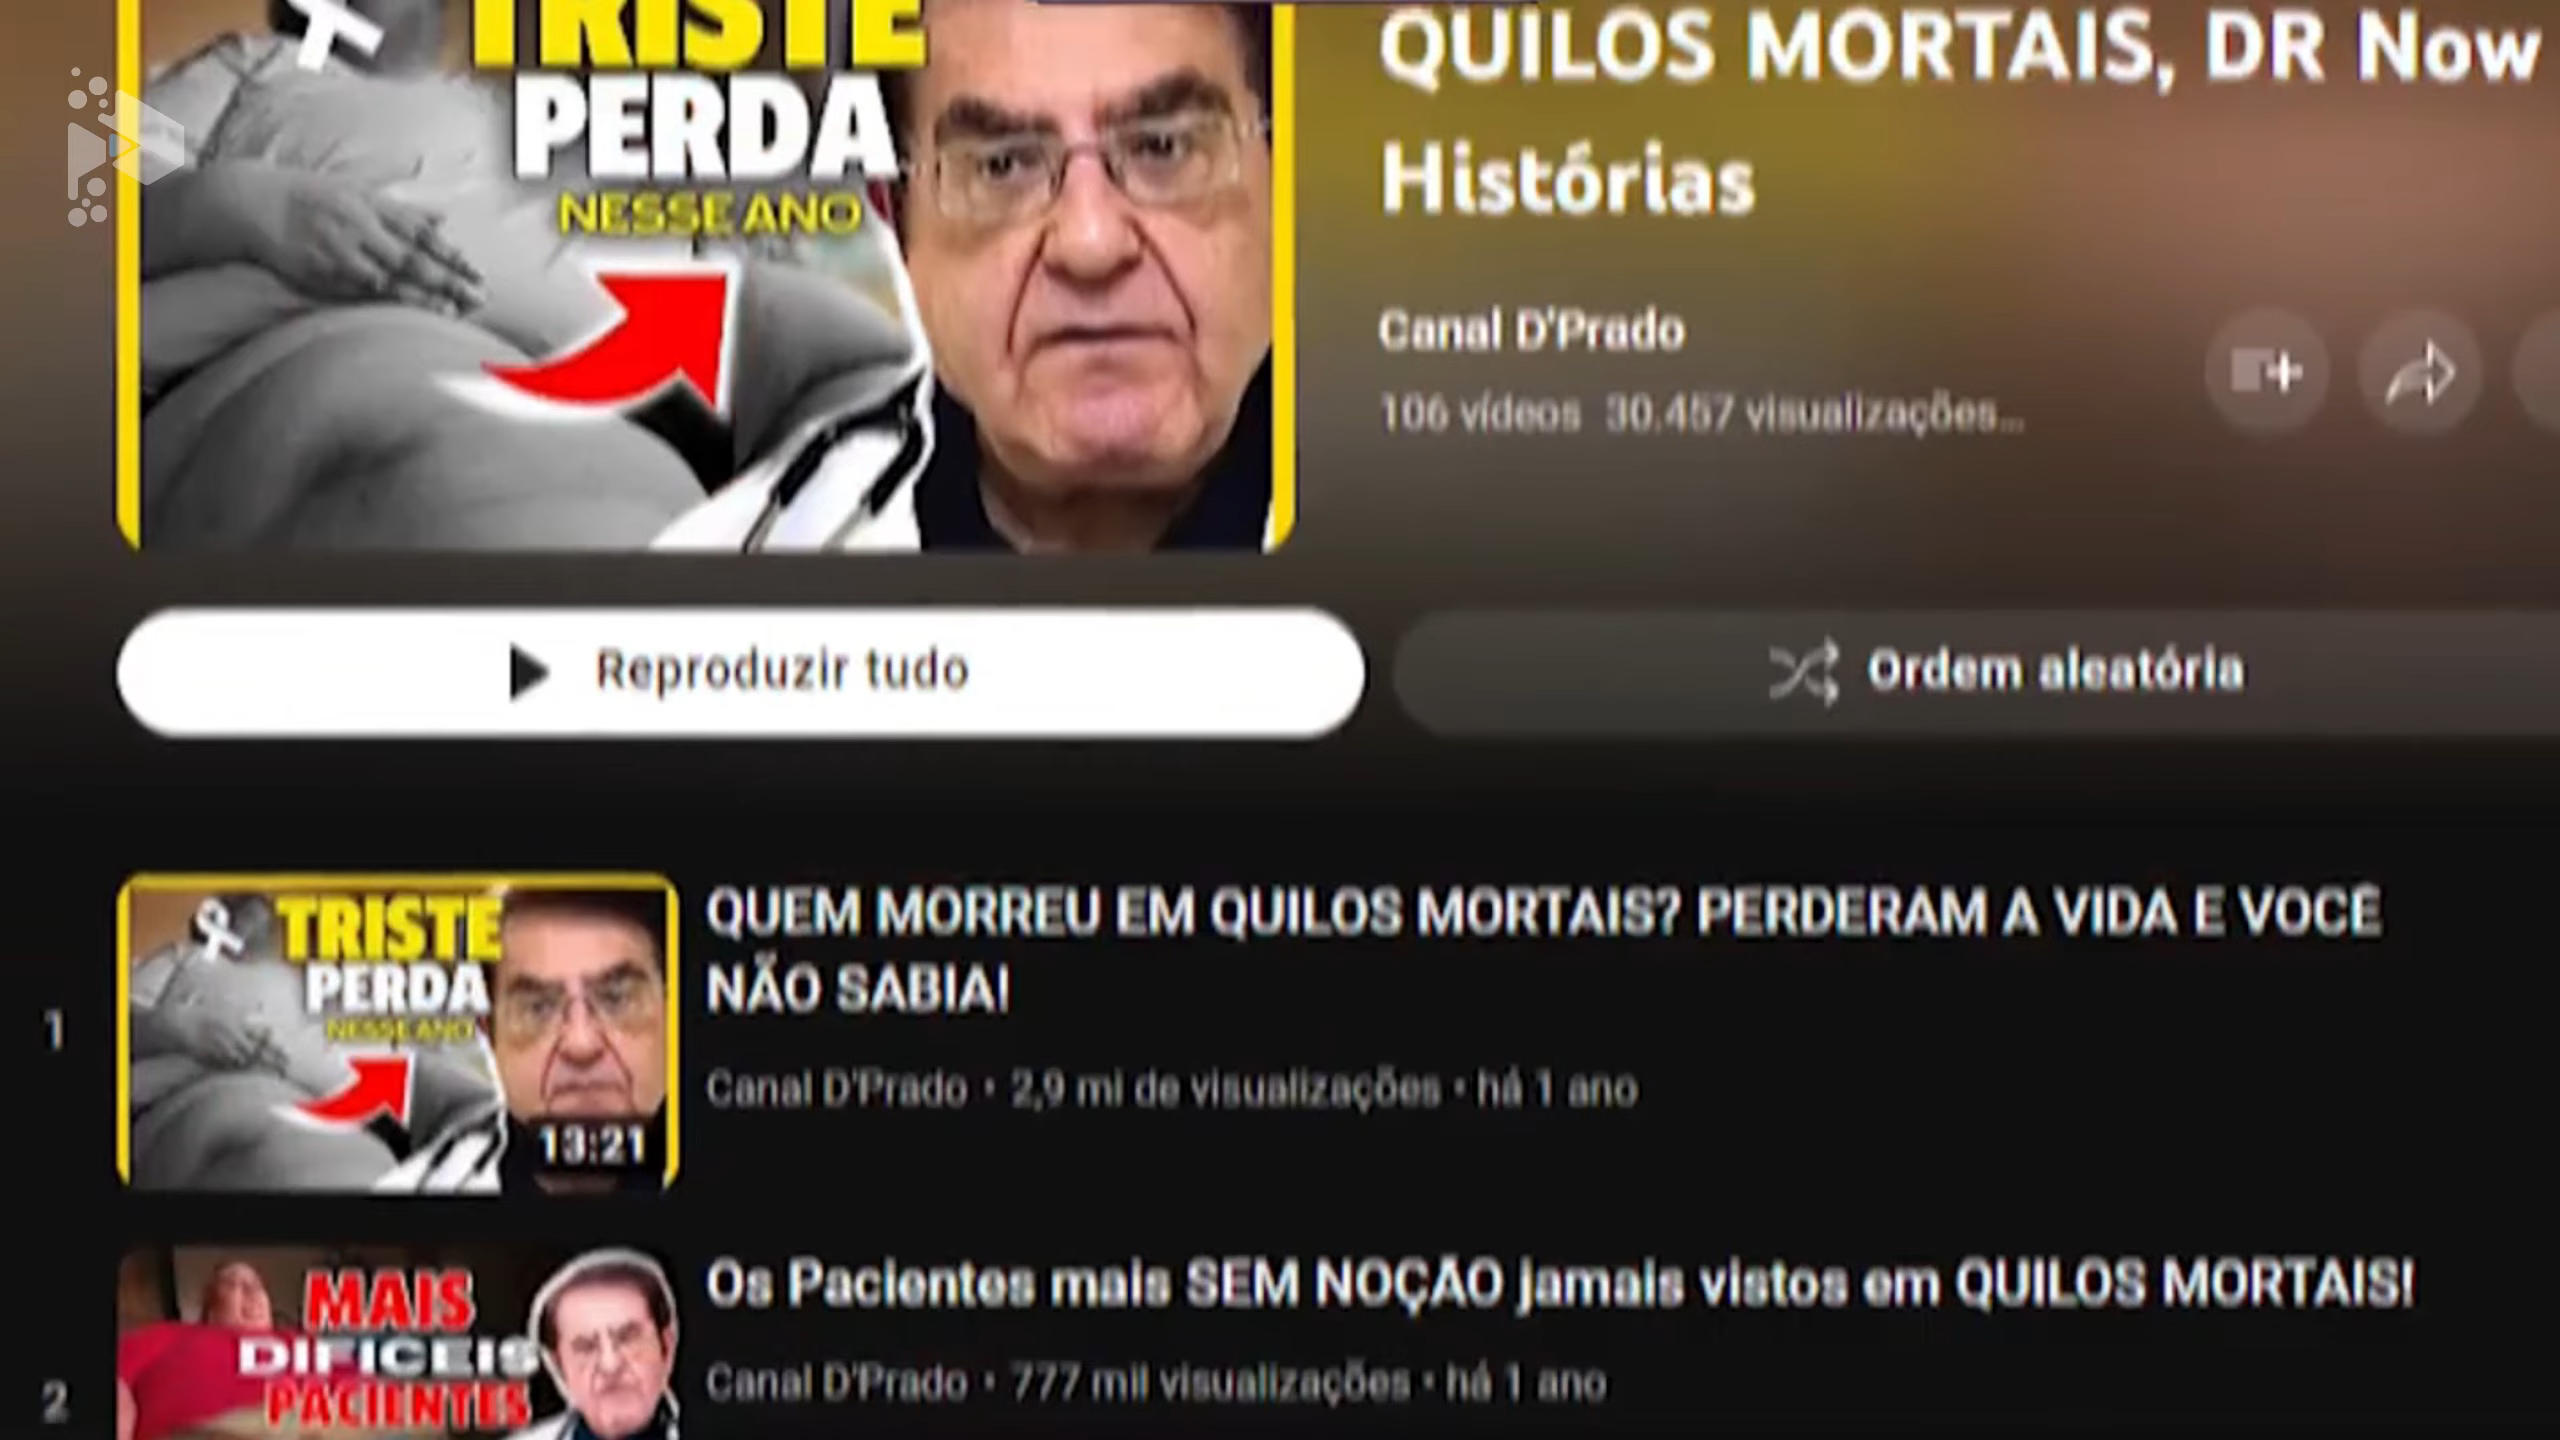 TRISTE
PERDA
NESSE ANO
QUILOS MORTAIS, DR Now
Histórias
Canal D'Prado
106 vídeos 30.457 visualizações...
Reproduzir tudo
Ordem aleatória
1
TRISTE
PERDA
NESSE ANO
13:21
QUEM MORREU EM QUILOS MORTAIS? PERDERAM A VIDA E VOCÊ
NÃO SABIA!
Canal D'Prado • 2,9 mi de visualizações • há 1 ano
2
MAIS
DIFICEIS
PACIENTES
Os Pacientes mais SEM NOÇÃO jamais vistos em QUILOS MORTAIS!
Canal D'Prado • 777 mil visualizações • há 1 ano